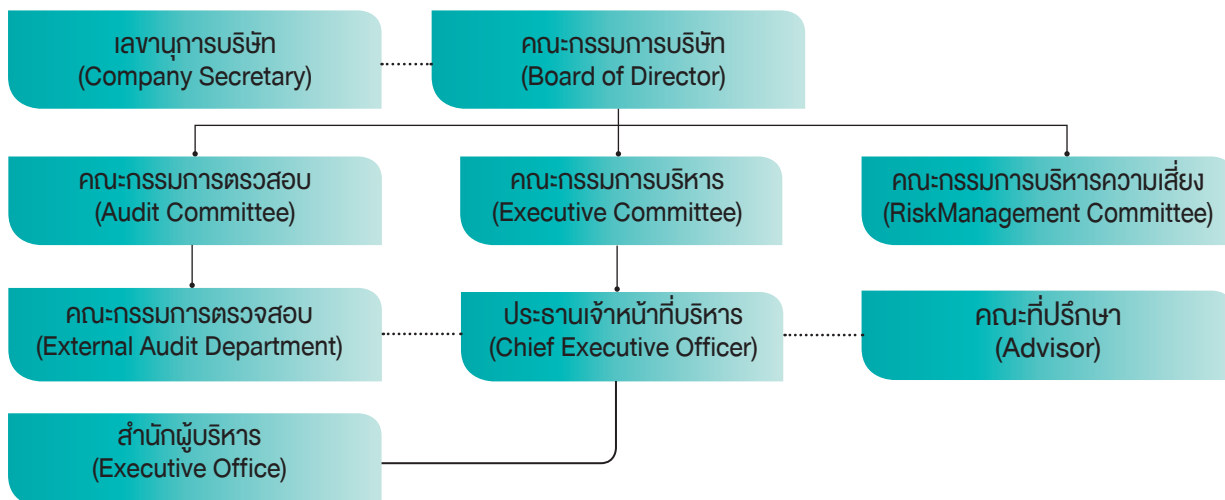 เลขานุการบริษัท
(Company Secretary)
คณะกรรมการบริษัท
(Board of Director)
คณะกรรมการตรวสอบ
(Audit Committee)
คณะกรรมการบริหาร
(Executive Committee)
คณะกรรมการบริหารความเสี่ยง
(RiskManagement Committee)
คณะกรรมการตรวจสอบ
(External Audit Department)
ประธานเจ้าหน้าที่บริหาร
(Chief Executive Officer)
คณะที่ปรึกษา
(Advisor)
สำนักผู้บริหาร
(Executive Office)